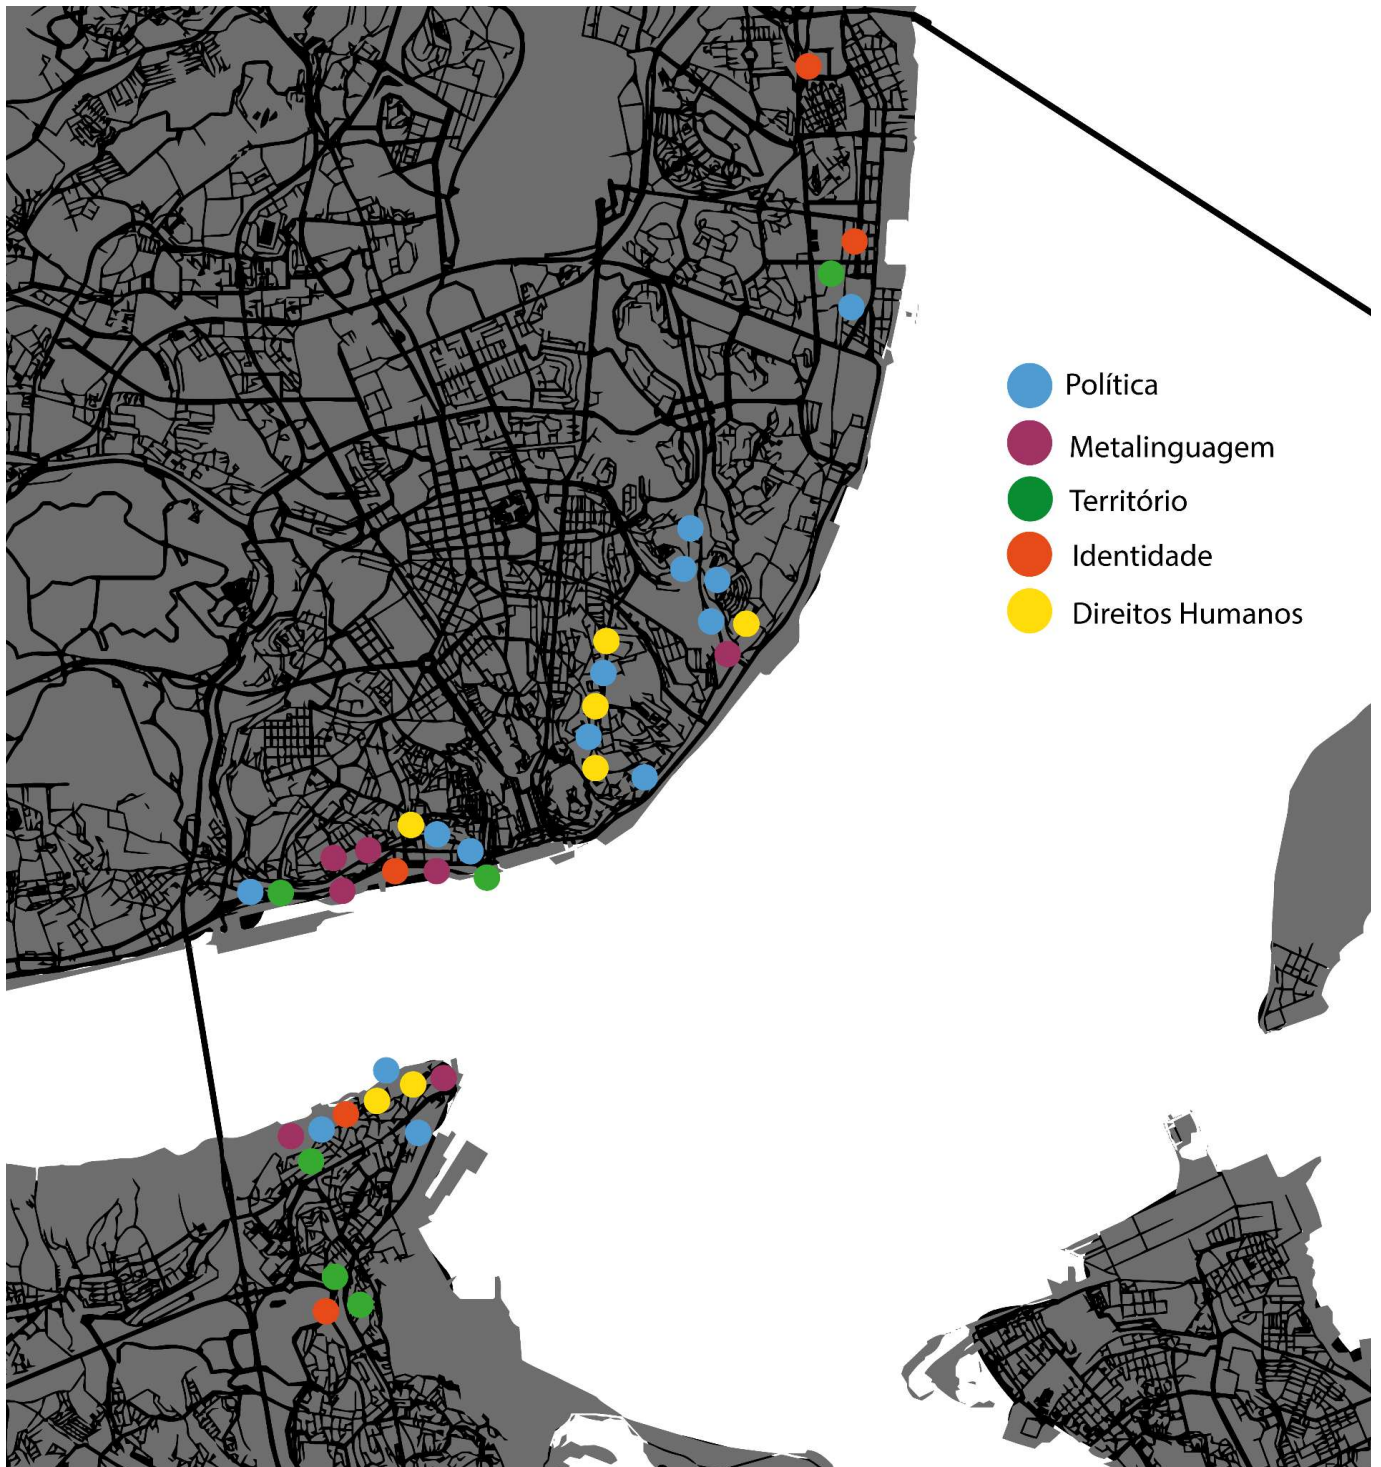 Política
Metalinguagem
Território
Identidade
Direitos Humanos